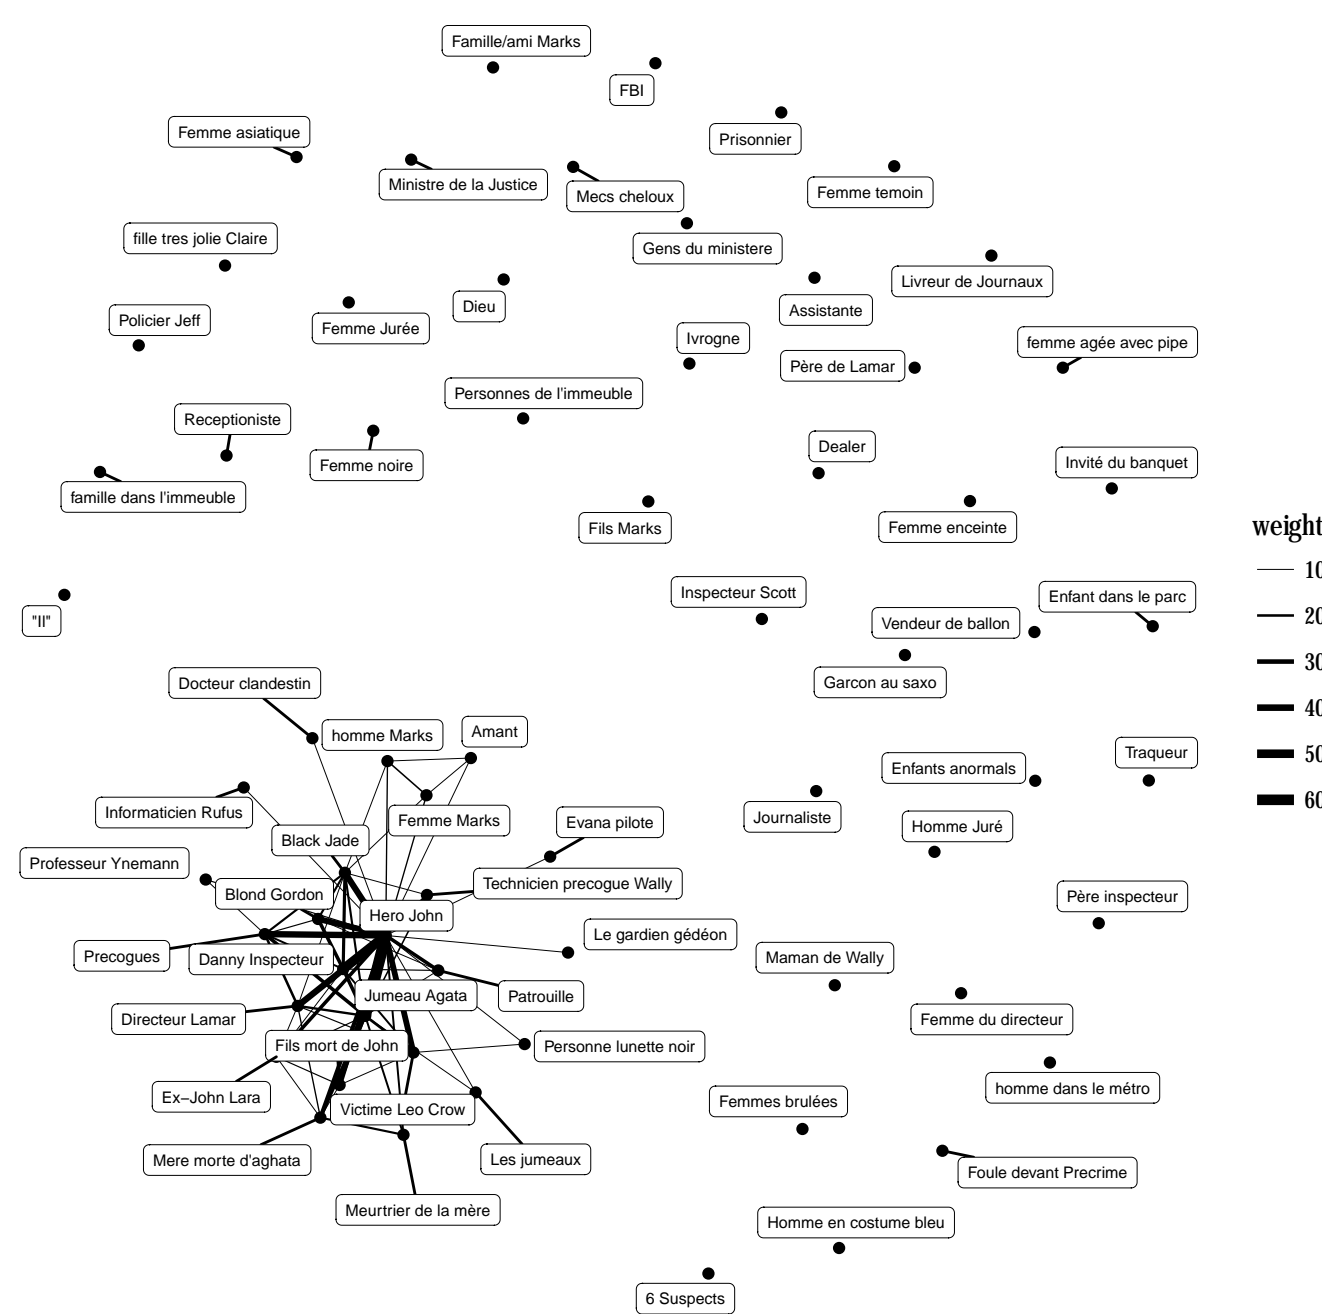 Famille/ami Marks
FBI
Femme asiatique
Prisonnier
Ministre de la Justice
Mecs cheloux
Femme temoin
fille tres jolie Claire
Gens du ministere
Livreur de Journaux
Policier Jeff
Femme Jurée
Dieu
Assistante
Ivrogne
femme agée avec pipe
Père de Lamar
Personnes de l'immeuble
Receptioniste
Femme noire
Dealer
Invité du banquet
famille dans l'immeuble
Fils Marks
Femme enceinte
weight
10
20
30
40
50
60
"Il"
Inspecteur Scott
Vendeur de ballon
Enfant dans le parc
Docteur clandestin
Garcon au saxo
homme Marks
Amant
Enfants anormals
Traqueur
Informaticien Rufus
Femme Marks
Evana pilote
Journaliste
Homme Juré
Black Jade
Professeur Ynemann
Blond Gordon
Technicien precogue Wally
Père inspecteur
Hero John
Le gardien gédéon
Precogues
Danny Inspecteur
Maman de Wally
Jumeau Agata
Patrouille
Directeur Lamar
Femme du directeur
Fils mort de John
Personne lunette noir
homme dans le métro
Ex−John Lara
Victime Leo Crow
Femmes brulées
Mere morte d'aghata
Les jumeaux
Foule devant Precrime
Meurtrier de la mère
Homme en costume bleu
6 Suspects